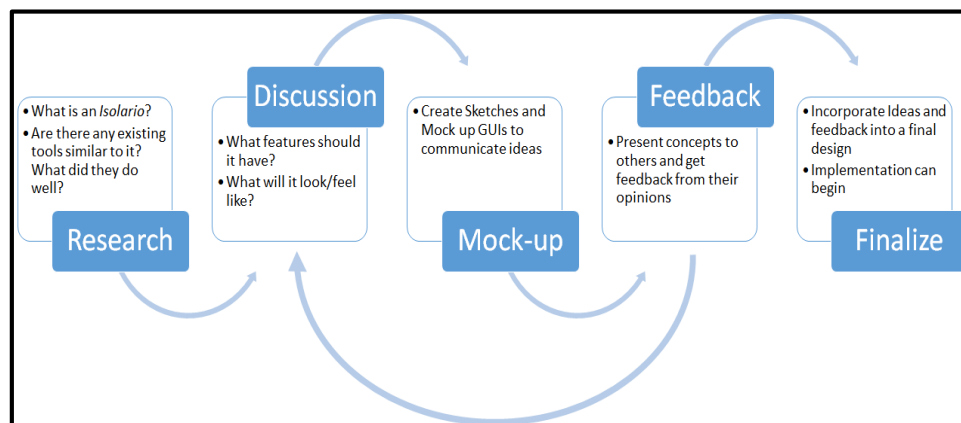 • What is an Isolario?
• Are there any existing
tools similar to it?
What did they do
well?
Research
Discussion
• What features should
it have?
• What will it look/feel
like?
• Create Sketches and
Mock up GUIs to
communicate ideas
Mock-up
Feedback
• Present concepts to
others and get
feedback from their
opinions
• Incorporate Ideas and
feedback into a final
design
• Implementation can
begin
Finalize